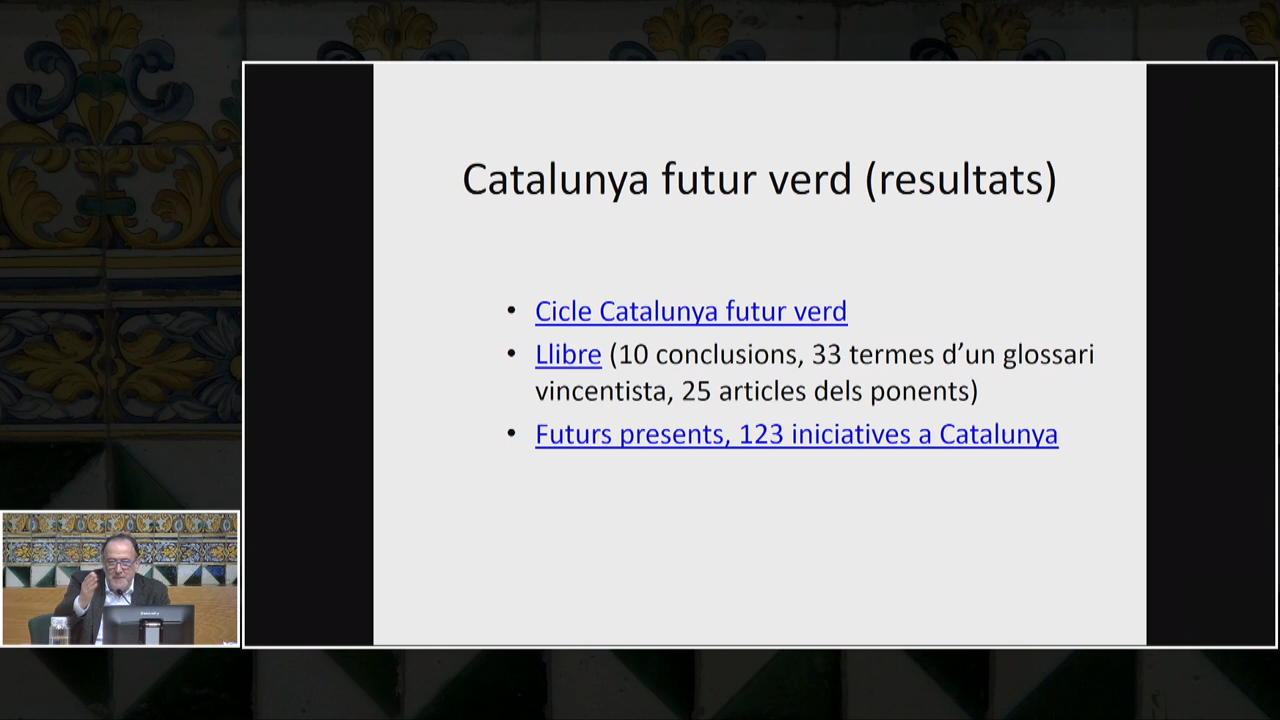 Catalunya futur verd (resultats)
• Cicle Catalunya futur verd
• Llibre (10 conclusions, 33 termes d’un glossari
vincentista, 25 articles dels ponents)
• Futurs presents, 123 iniciatives a Catalunya